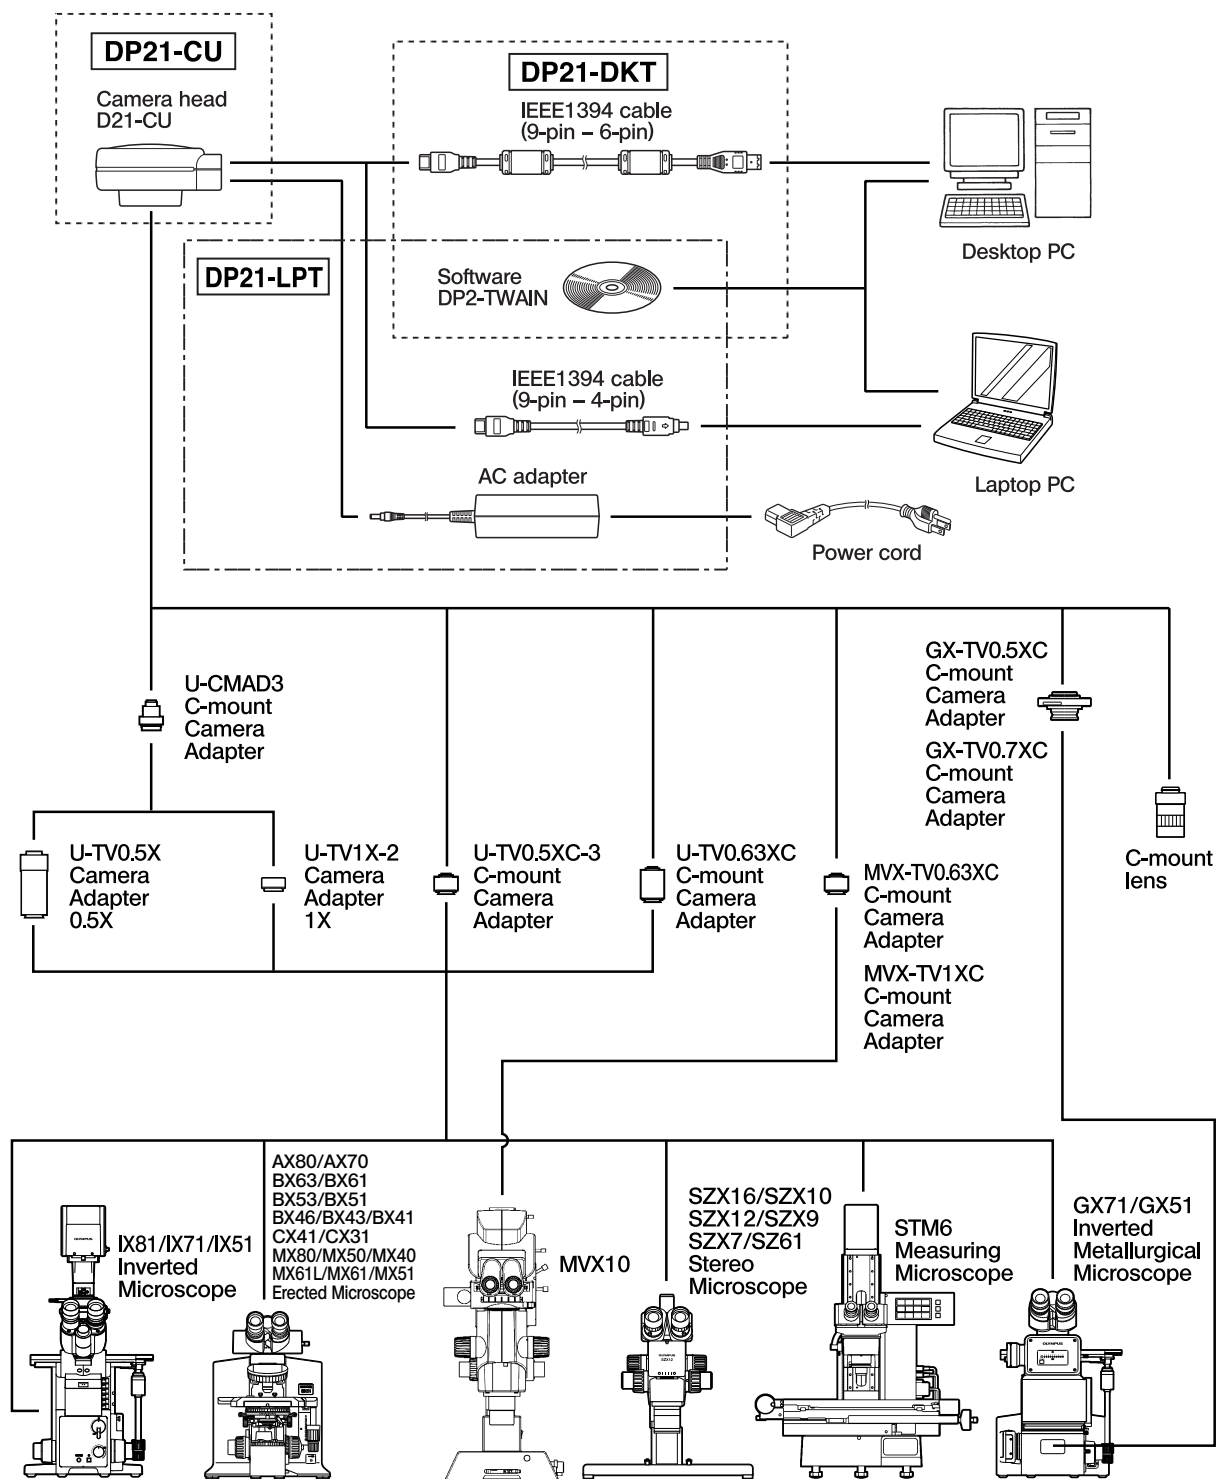 DP21-CU
Camera head
D21-CU
DP21-DKT
IEEE1394 cable
(9-pin – 6-pin)
Desktop PC
DP21-LPT
Software
DP2-TWAIN
IEEE1394 cable
(9-pin – 4-pin)
Laptop PC
AC adapter
Power cord
U-CMAD3
C-mount
Camera
Adapter
GX-TV0.5XC
C-mount
Camera
Adapter
GX-TV0.7XC
C-mount
Camera
Adapter
U-TV0.5X
Camera
Adapter
0.5X
U-TV1X-2
Camera
Adapter
1X
U-TV0.5XC-3
C-mount
Camera
Adapter
U-TV0.63XC
C-mount
Camera
Adapter
MVX-TV0.63XC
C-mount
Camera
Adapter
MVX-TV1XC
C-mount
Camera
Adapter
C-mount
lens
IX81/IX71/IX51
Inverted
Microscope
AX80/AX70
BX63/BX61
BX53/BX51
BX46/BX43/BX41
CX41/CX31
MX80/MX50/MX40
MX61L/MX61/MX51
Erected Microscope
MVX10
SZX16/SZX10
SZX12/SZX9
SZX7/SZ61
Stereo
Microscope
STM6
Measuring
Microscope
GX71/GX51
Inverted
Metallurgical
Microscope
OLYMPUS
OLYMPUS
SZX12
OLYMPUS